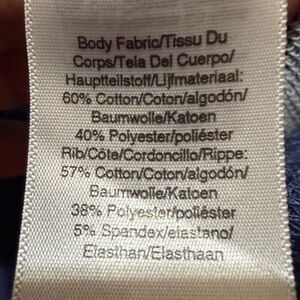 Body Fabric/Tissu Du
Corps/Tela Del Cuerpo/
Hauptteilstoff/Lijfmateriaal:
60% Cotton/Coton/algodón/
Baumwolle/Katoen
40% Polyester/poliéster
Rib/Côte/Cordoncillo/Rippe:
57% Cotton/Coton/algodón/
Baumwolle/Katoen
38% Polyester/poliéster
5% Spandex/elastano/
Elasthan/Elasthaan